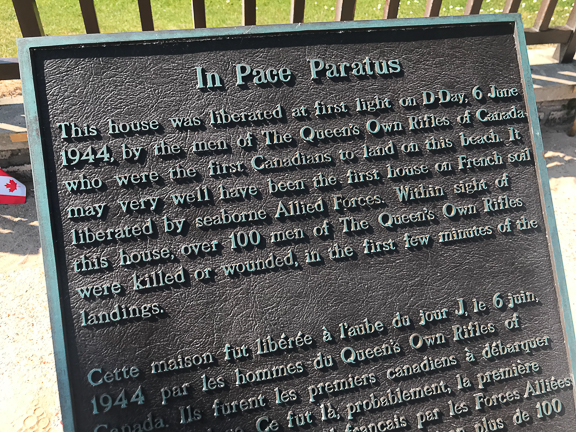 In Pace Paratus
This house was liberated at first light on D-Day, 6 June
1944, by the men of The Queen's Own Rifles of Canada
who were the first Canadians to land on this beach. It
may very well have been the first house on French soil
liberated by seaborne Allied Forces. Within sight of
this house, over 100 men of The Queen's Own Rifles
were killed or wounded, in the first few minutes of the
landings.
Cette maison fut libérée à l'aube du jour J, le 6 juin,
1944 par les hommes du Queen's Own Rifles of
Canada. Ils furent les premiers canadiens à débarquer
Ce fut là, probablement, la première
français par les Forces Alliées
plus de 100